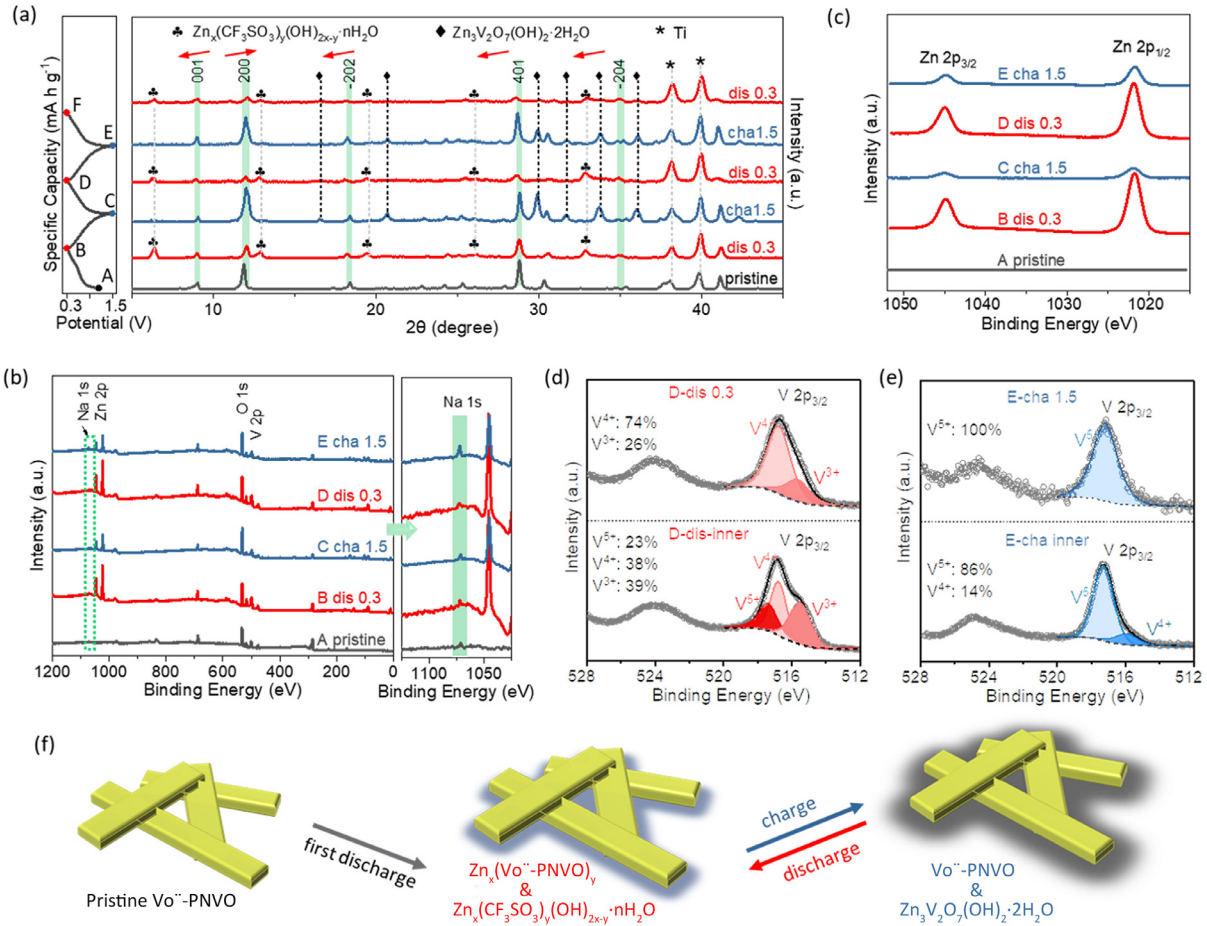 (a)
♣ Znₓ(CF₃SO₃)ᵧ(OH)₂ₓ₋ᵧ·nH₂O
♦ Zn₃V₂O₇(OH)₂·2H₂O
* Ti
001
200
-202
401
-204
Specific Capacity (mA h g⁻¹)
F
E
D
C
B
A
0.3
1.5
Potential (V)
dis 0.3
cha1.5
dis 0.3
cha1.5
dis 0.3
pristine
Intensity (a.u.)
5
10
20
30
40
2θ (degree)
(c)
Zn 2p₃/₂
Zn 2p₁/₂
E cha 1.5
D dis 0.3
C cha 1.5
B dis 0.3
A pristine
Intensity (a.u.)
1050
1040
1030
1020
Binding Energy (eV)
(b)
Na 1s
Zn 2p
O 1s
V 2p
E cha 1.5
D dis 0.3
C cha 1.5
B dis 0.3
A pristine
Intensity (a.u.)
1200
1000
800
600
400
200
0
Binding Energy (eV)
Na 1s
1100
1050
Binding Energy (eV)
(d)
D-dis 0.3
V 2p₃/₂
V⁴⁺: 74%
V³⁺: 26%
V⁴
V³⁺
D-dis-inner
V 2p₃/₂
V⁵⁺: 23%
V⁴⁺: 38%
V³⁺: 39%
V⁴
V⁵⁺
V³⁺
Intensity (a.u.)
528
524
520
516
512
Binding Energy (eV)
(e)
E-cha 1.5
V 2p₃/₂
V⁵⁺: 100%
V⁵
E-cha inner
V 2p₃/₂
V⁵⁺: 86%
V⁴⁺: 14%
V⁵
V⁴⁺
Intensity (a.u.)
528
524
520
516
512
Binding Energy (eV)
(f)
Pristine Vo¨-PNVO
first discharge
Znₓ(Vo¨-PNVO)ᵧ
&
Znₓ(CF₃SO₃)ᵧ(OH)₂ₓ₋ᵧ·nH₂O
charge
discharge
Vo¨-PNVO
&
Zn₃V₂O₇(OH)₂·2H₂O